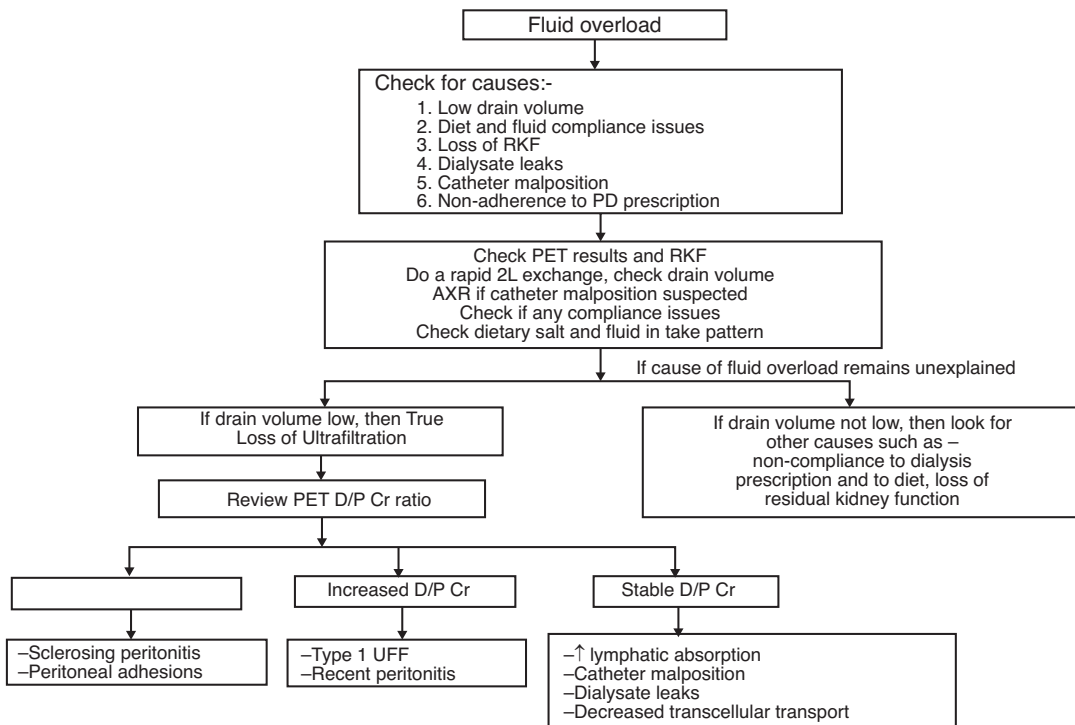 Fluid overload
Check for causes:-
1. Low drain volume
2. Diet and fluid compliance issues
3. Loss of RKF
4. Dialysate leaks
5. Catheter malposition
6. Non-adherence to PD prescription
Check PET results and RKF
Do a rapid 2L exchange, check drain volume
AXR if catheter malposition suspected
Check if any compliance issues
Check dietary salt and fluid in take pattern
If cause of fluid overload remains unexplained
If drain volume low, then True
Loss of Ultrafiltration
If drain volume not low, then look for
other causes such as –
non-compliance to dialysis
prescription and to diet, loss of
residual kidney function
Review PET D/P Cr ratio
Increased D/P Cr
Stable D/P Cr
–Sclerosing peritonitis
–Peritoneal adhesions
–Type 1 UFF
–Recent peritonitis
–↑ lymphatic absorption
–Catheter malposition
–Dialysate leaks
–Decreased transcellular transport